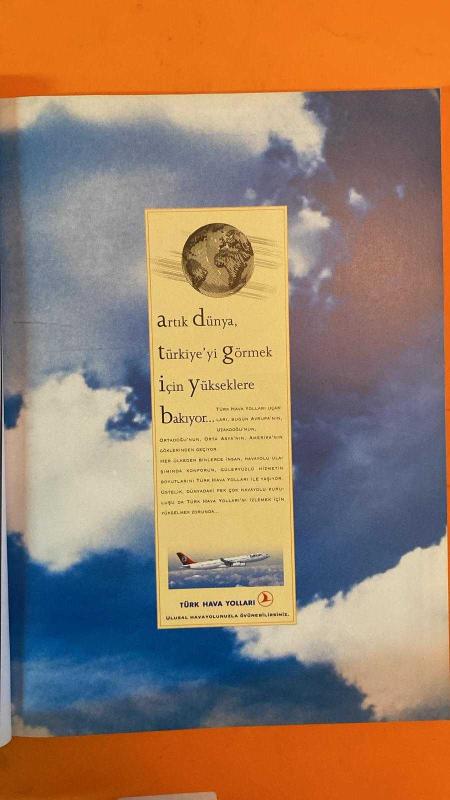 artık dünya,
türkiye'yi görmek
için yükseklere
bakıyor...
TÜRK HAVA YOLLARI UÇAK-
LARI, BUGÜN AVRUPA'NIN,
UZAKDOĞU'NUN,
ORTADOĞU'NUN, ORTA ASYA'NIN, AMERİKA'NIN
GÖKLERİNDEN GEÇİYOR.
HER ÜLKEDEN BİNLERCE İNSAN, HAVAYOLU ULA-
ŞIMINDA KONFORUN, GÜLERYÜZLÜ HİZMETİN
BOYUTLARINI TÜRK HAVA YOLLARI İLE YAŞIYOR.
ÜSTELİK, DÜNYADAKİ PEK ÇOK HAVAYOLU KURU-
LUŞU DA TÜRK HAVA YOLLARI'NI İZLEMEK İÇİN
YÜKSELMEK ZORUNDA...
TÜRK HAVA YOLLARI
ULUSAL HAVAYOLUNUZLA ÖVÜNEBİLİRSİNİZ.